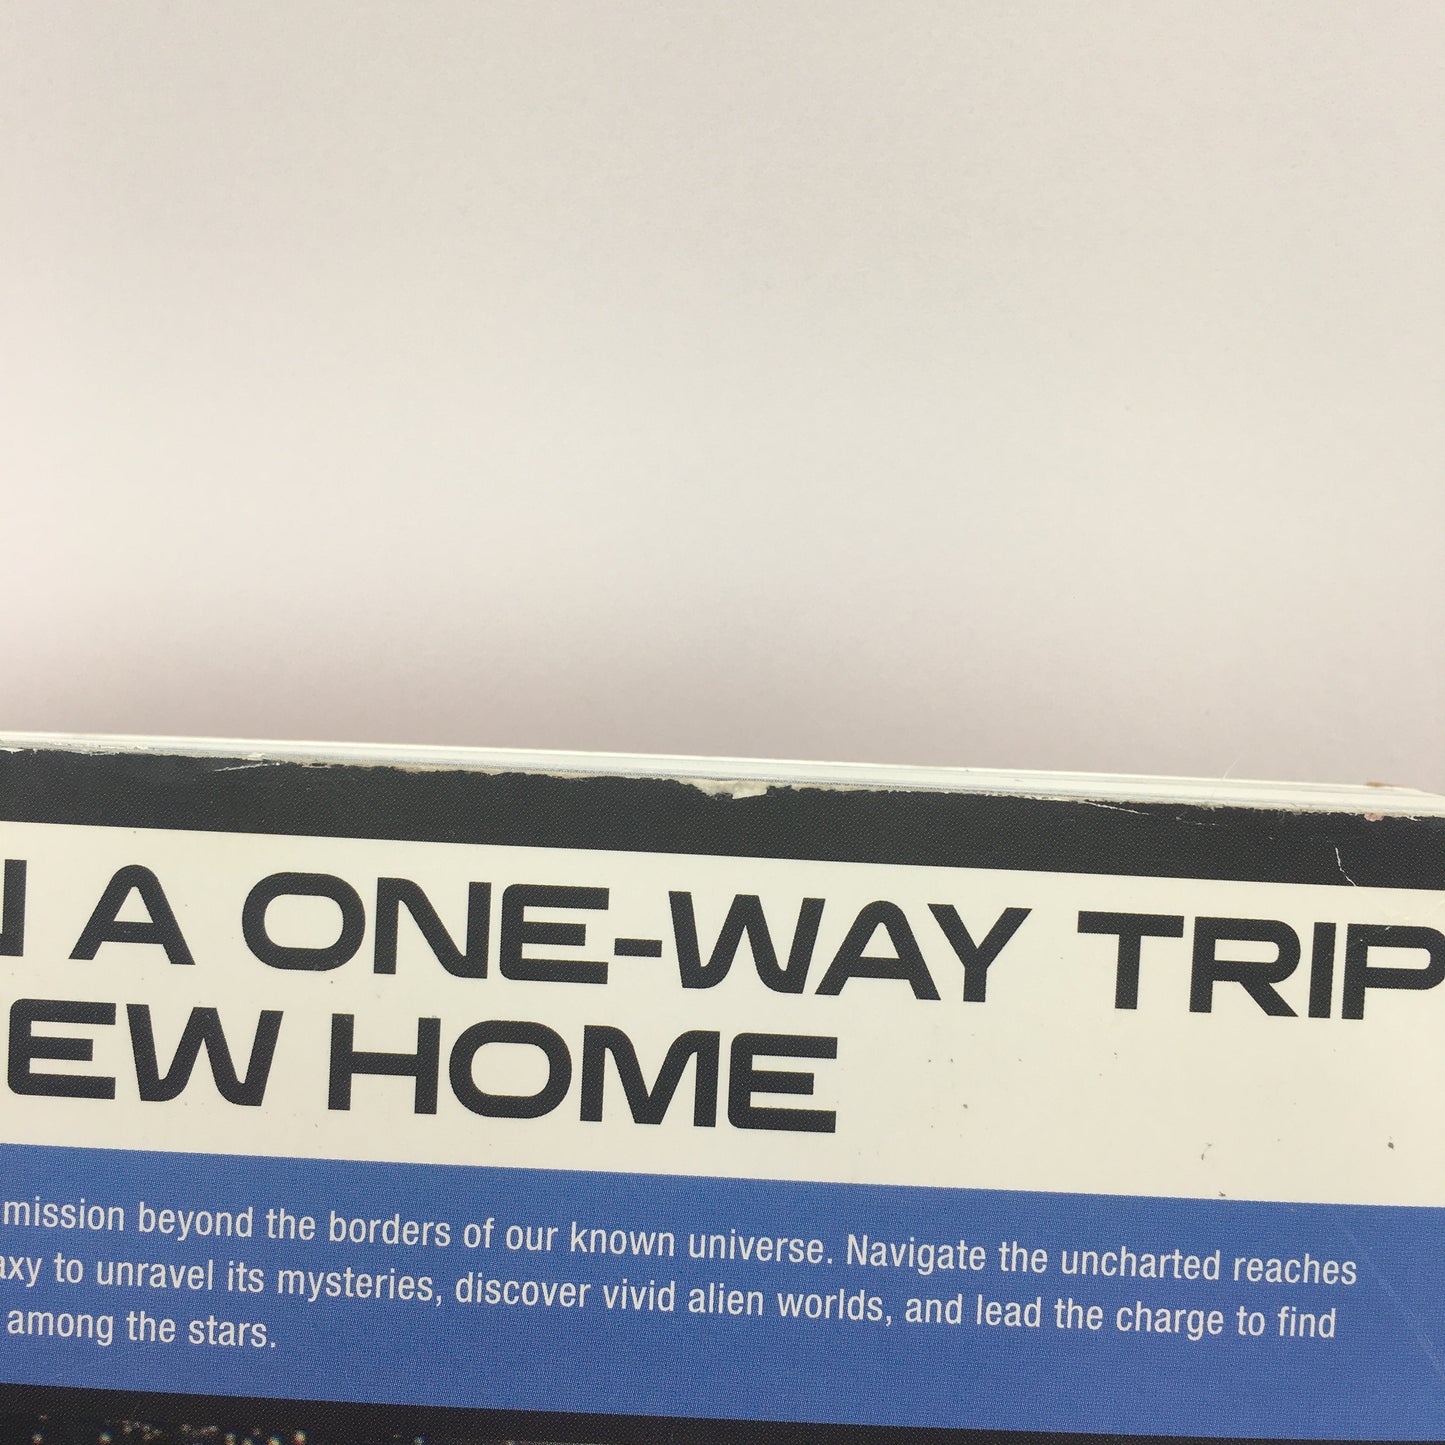 A ONE-WAY TRIP
EW HOME
mission beyond the borders of our known universe. Navigate the uncharted reaches
axy to unravel its mysteries, discover vivid alien worlds, and lead the charge to find
among the stars.